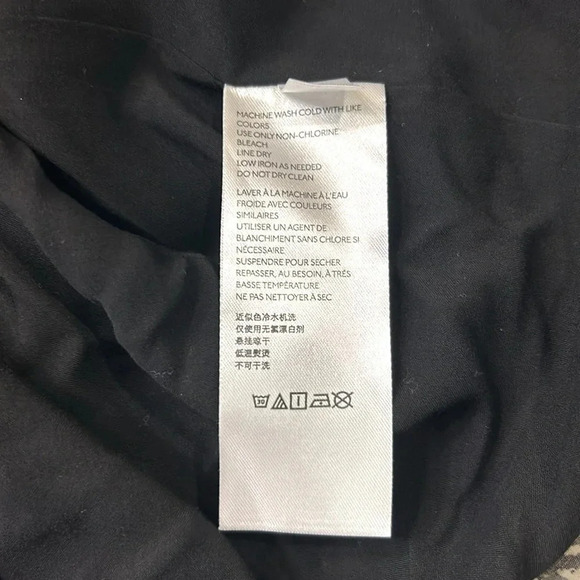 MACHINE WASH COLD WITH LIKE
COLORS
USE ONLY NON-CHLORINE
BLEACH
LINE DRY
LOW IRON AS NEEDED
DO NOT DRY CLEAN
LAVER À LA MACHINE À L'EAU
FROIDE AVEC COULEURS
SIMILAIRES
UTILISER UN AGENT DE
BLANCHIMENT SANS CHLORE SI
NÉCESSAIRE
SUSPENDRE POUR SECHER
REPASSER, AU BESOIN, À TRÈS
BASSE TEMPÉRATURE
NE PAS NETTOYER À SEC
近似色冷水机洗
仅使用无氯漂白剂
悬挂晾干
低温熨烫
不可干洗
30